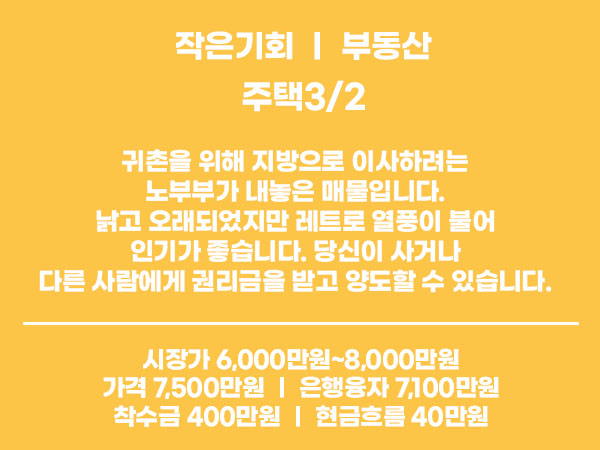 작은기회 | 부동산
주택3/2
귀촌을 위해 지방으로 이사하려는
노부부가 내놓은 매물입니다.
낡고 오래되었지만 레트로 열풍이 불어
인기가 좋습니다. 당신이 사거나
다른 사람에게 권리금을 받고 양도할 수 있습니다.
시장가 6,000만원~8,000만원
가격 7,500만원 | 은행융자 7,100만원
착수금 400만원 | 현금흐름 40만원